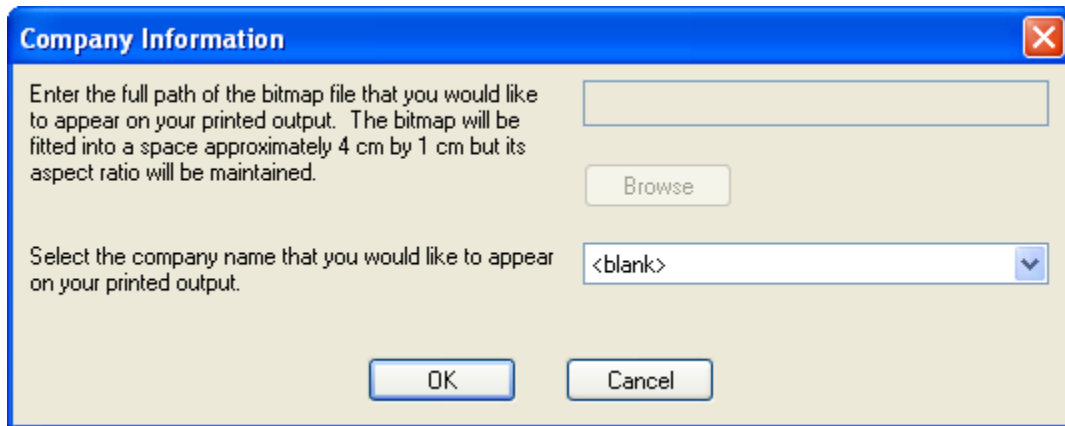 Company Information
Enter the full path of the bitmap file that you would like
to appear on your printed output.  The bitmap will be
fitted into a space approximately 4 cm by 1 cm but its
aspect ratio will be maintained.
Browse
Select the company name that you would like to appear
on your printed output.
<blank>
OK
Cancel